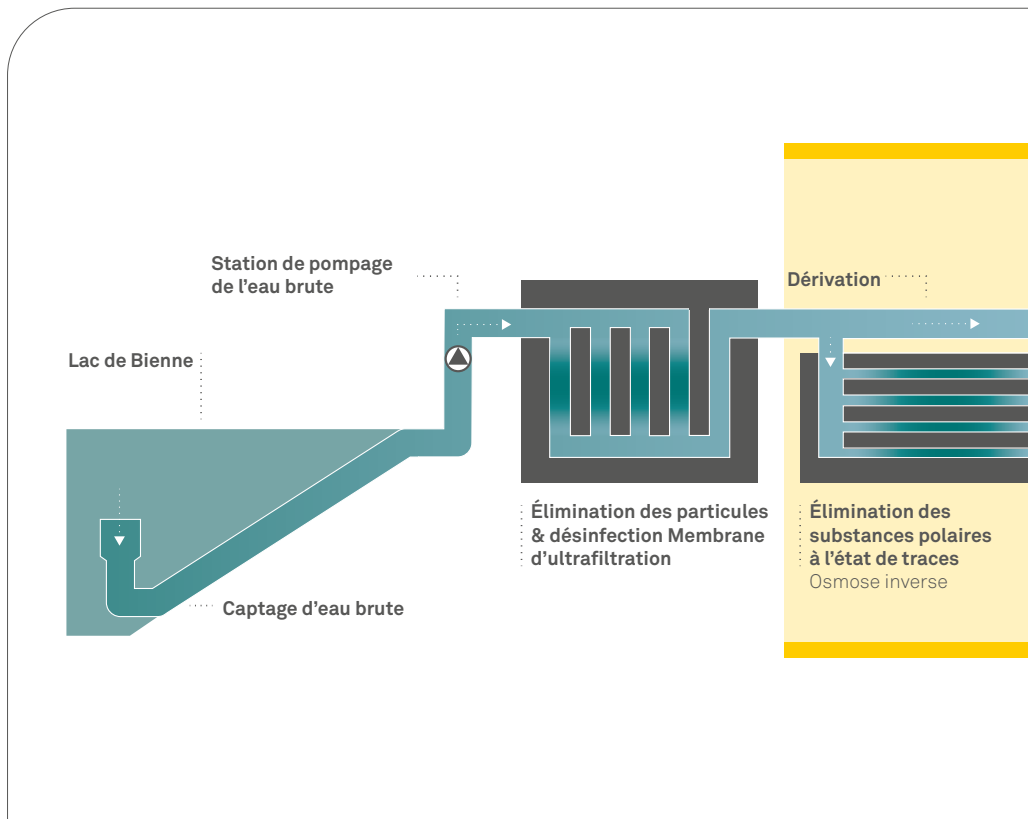 Station de pompage
de l’eau brute
Dérivation
Lac de Bienne
Élimination des particules
& désinfection Membrane
d’ultrafiltration
Élimination des
substances polaires
à l’état de traces
Osmose inverse
Captage d’eau brute